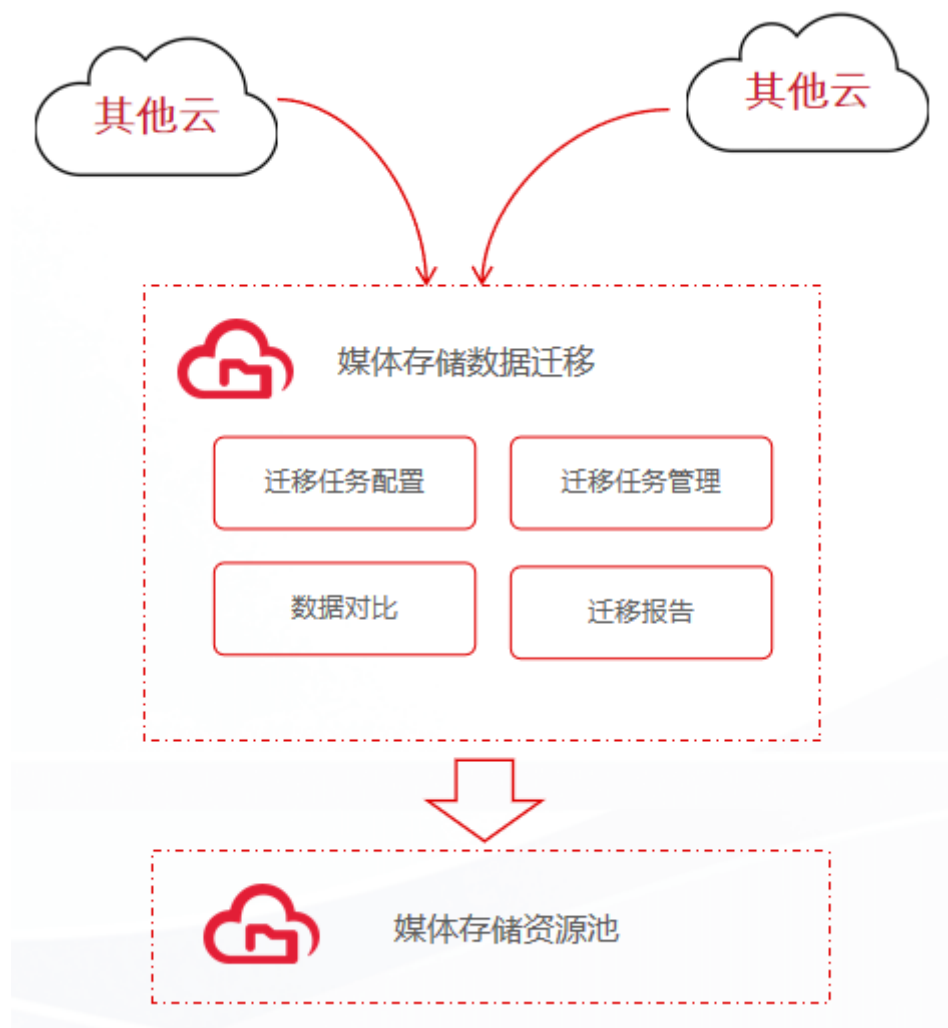 其他云
其他云
媒体存储数据迁移
迁移任务配置
迁移任务管理
数据对比
迁移报告
媒体存储资源池